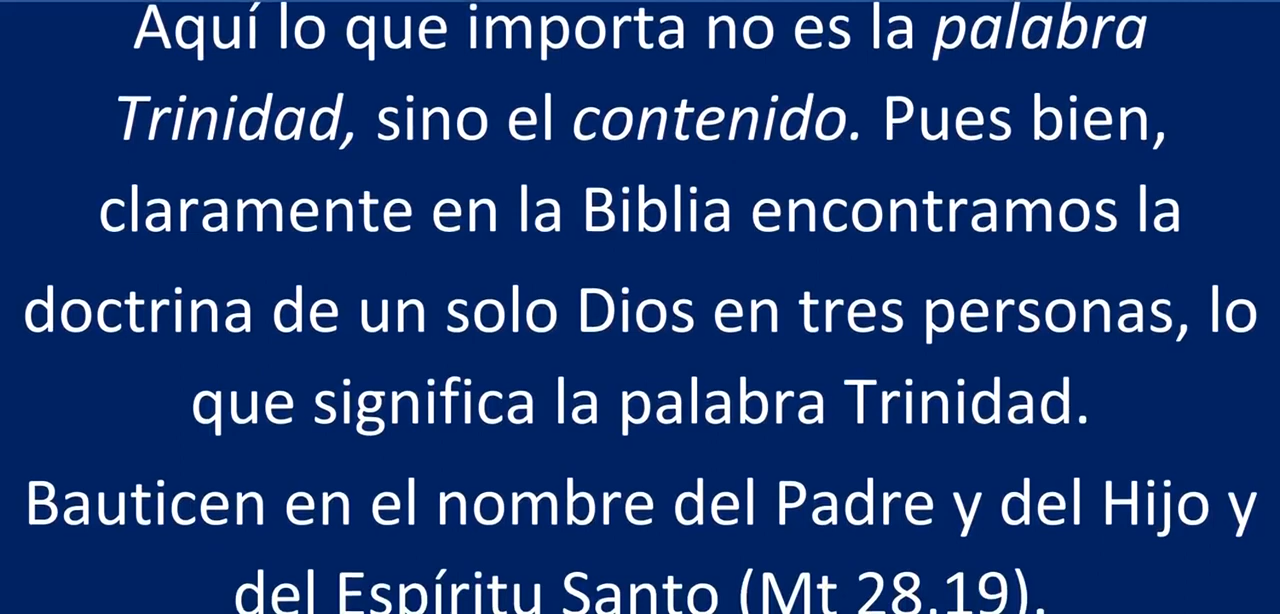 Aquí lo que importa no es la palabra
Trinidad, sino el contenido. Pues bien,
claramente en la Biblia encontramos la
doctrina de un solo Dios en tres personas, lo
que significa la palabra Trinidad.
Bauticen en el nombre del Padre y del Hijo y
del Espíritu Santo (Mt 28,19).